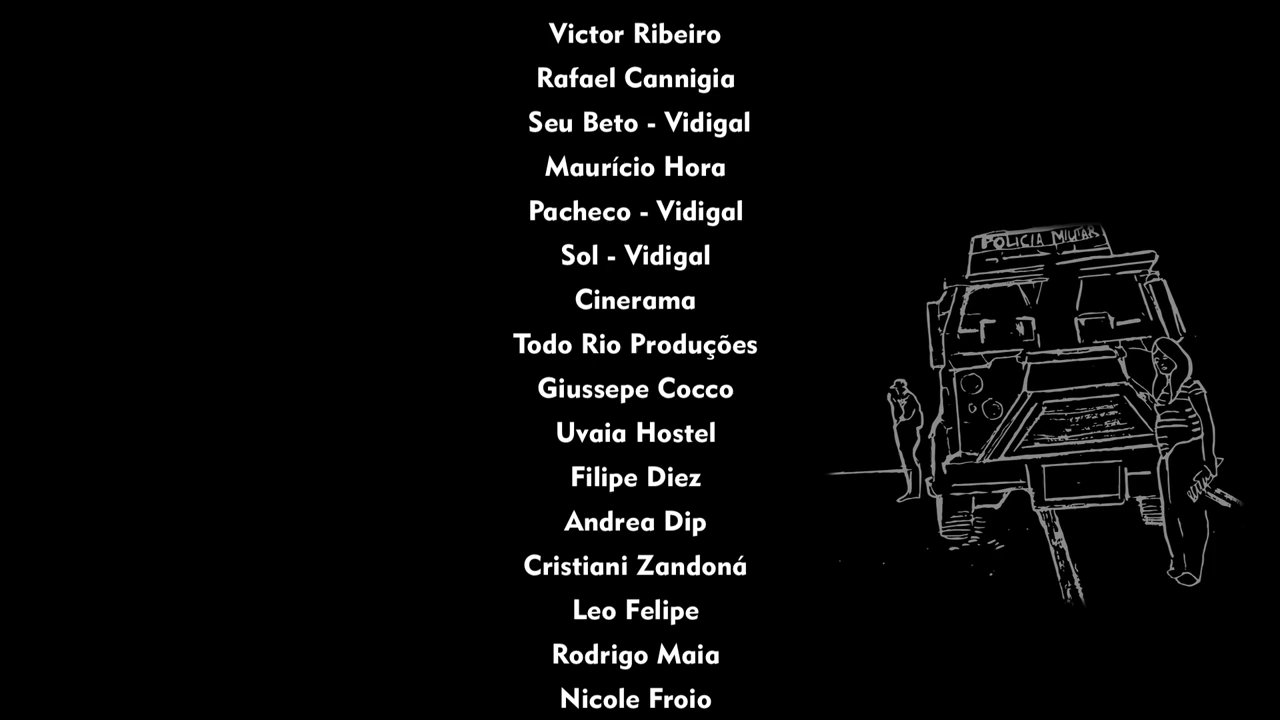 Victor Ribeiro
Rafael Cannigia
Seu Beto - Vidigal
Maurício Hora
Pacheco - Vidigal
Sol - Vidigal
Cinerama
Todo Rio Produções
Giussepe Cocco
Uvaia Hostel
Filipe Diez
Andrea Dip
Cristiani Zandoná
Leo Felipe
Rodrigo Maia
Nicole Froio
POLICIA MILITAR